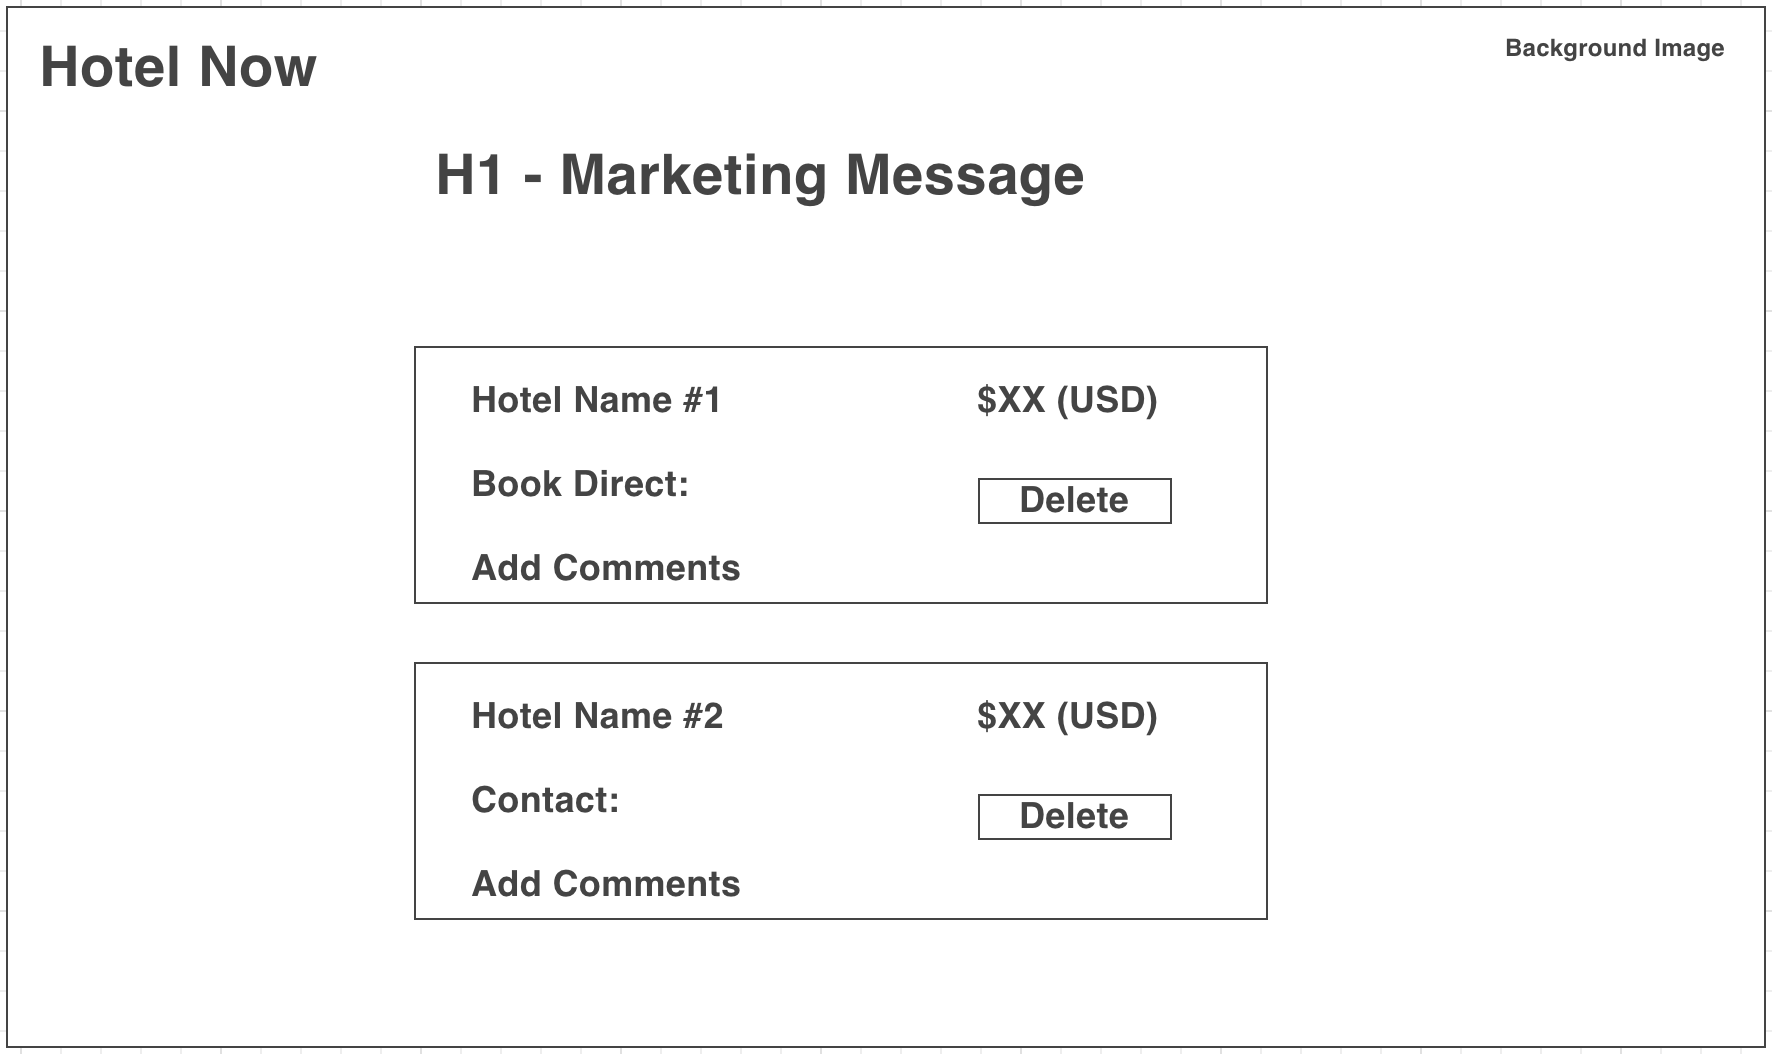 Hotel Now
Background Image
H1 - Marketing Message
Hotel Name #1
$XX (USD)
Book Direct:
Delete
Add Comments
Hotel Name #2
$XX (USD)
Contact:
Delete
Add Comments